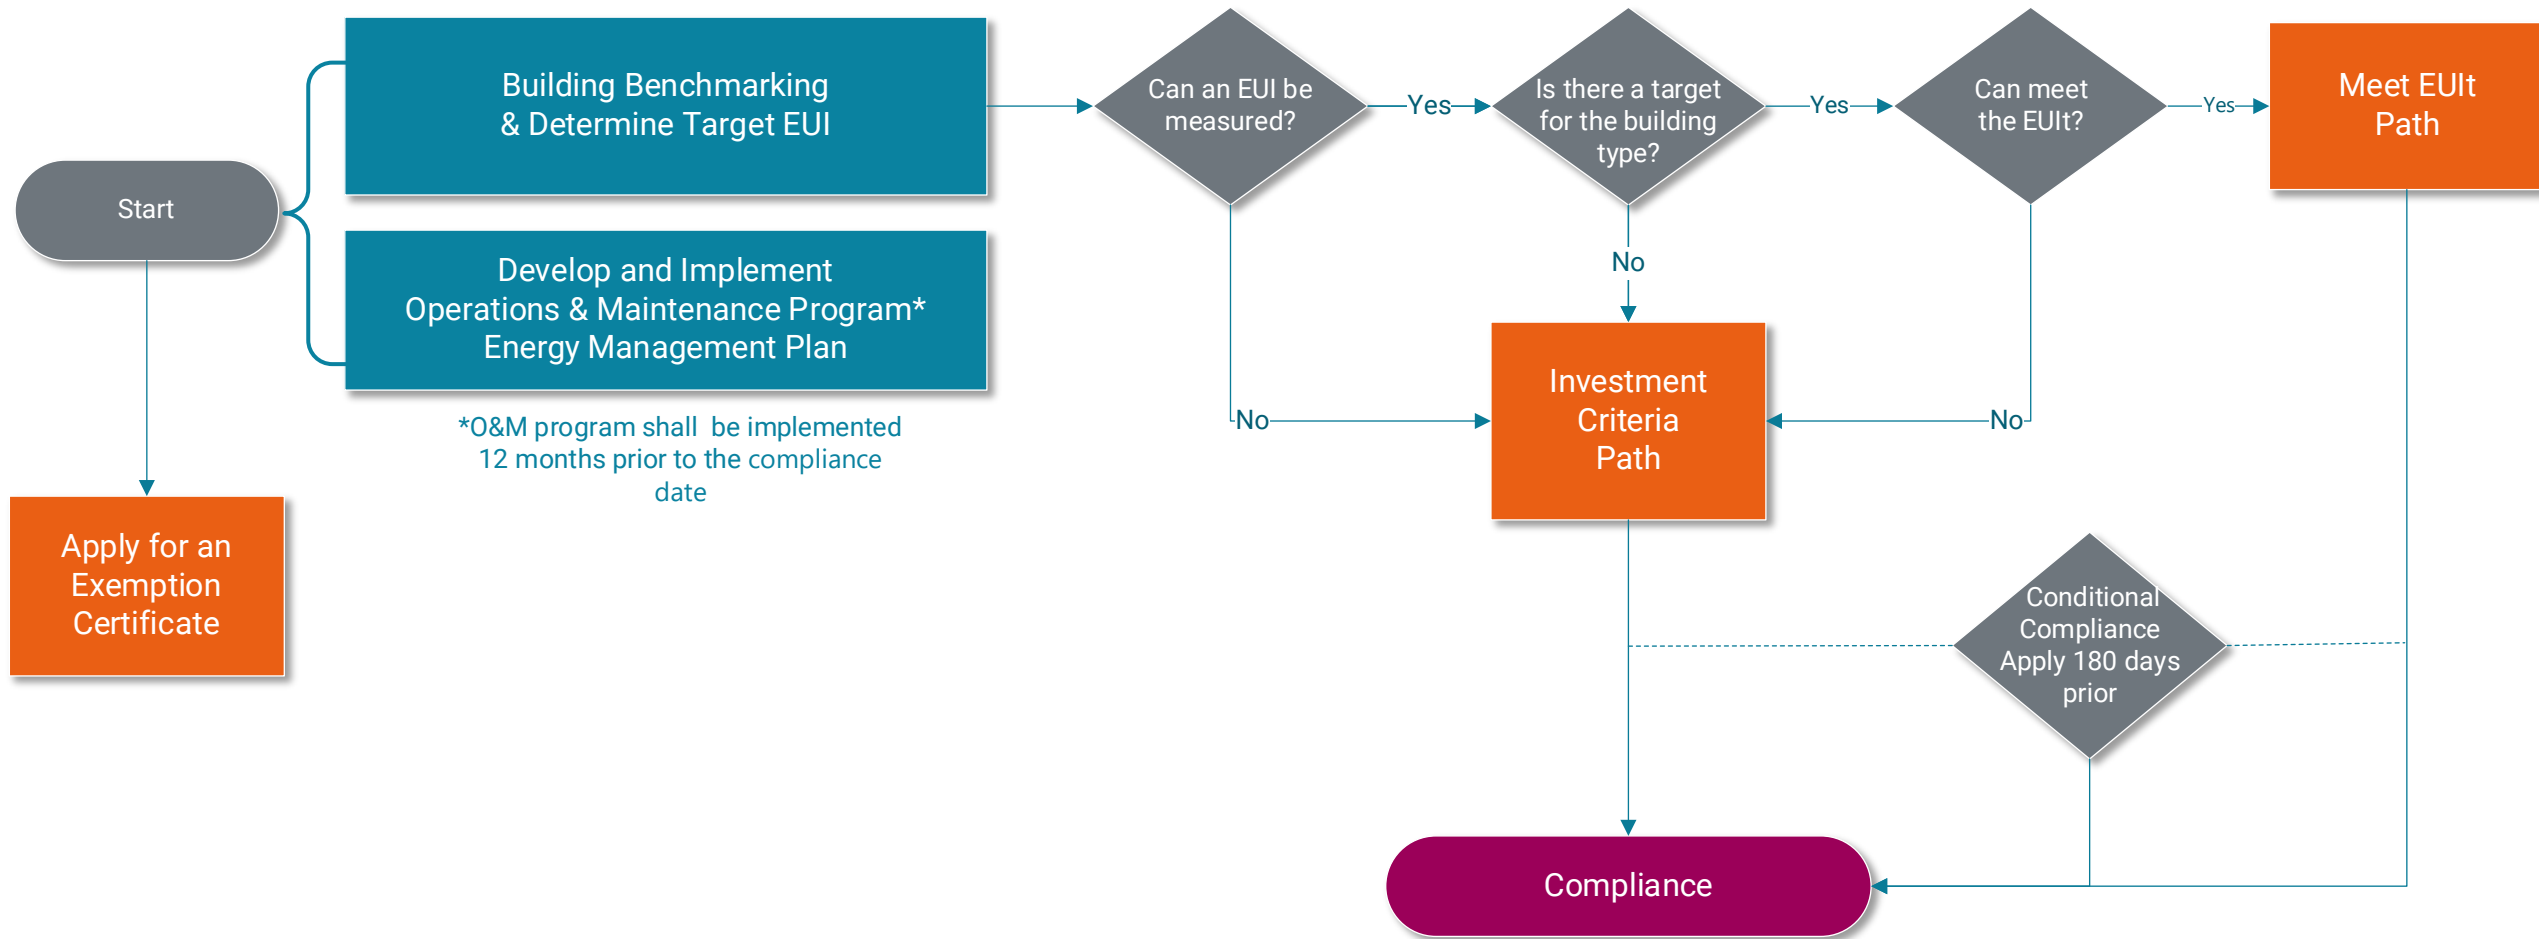 Start
Building Benchmarking
& Determine Target EUI
Develop and Implement
Operations & Maintenance Program*
Energy Management Plan
*O&M program shall  be implemented
12 months prior to the compliance
date
Apply for an
Exemption
Certificate
Can an EUI be
measured?
Yes
No
Is there a target
for the building
type?
Yes
No
Can meet
the EUIt?
Yes
No
Meet EUIt
Path
Investment
Criteria
Path
Conditional
Compliance
Apply 180 days
prior
Compliance